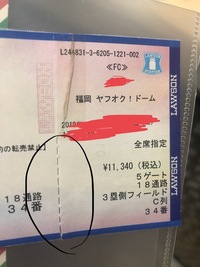 L244831-3-6205-1221-002
≪FC≫
福岡 ヤフオク!ドーム
全席指定
の転売禁止】
¥11,340(税込)
5ゲート
18通路
18通路
3塁側フィールド
C列
34番
34番
LAWSON
LAWSON
LAWSON